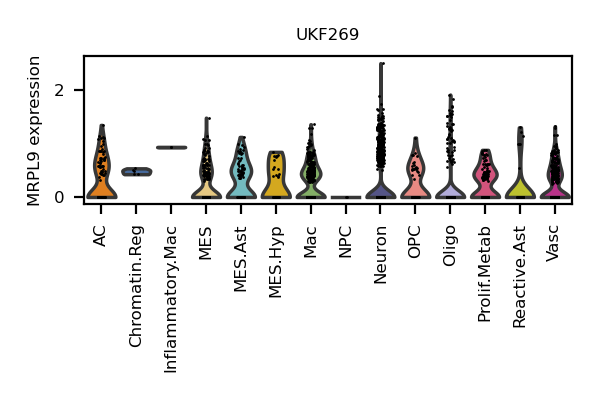 UKF269
MRPL9 expression
2
0
AC
Chromatin.Reg
Inflammatory.Mac
MES
MES.Ast
MES.Hyp
Mac
NPC
Neuron
OPC
Oligo
Prolif.Metab
Reactive.Ast
Vasc